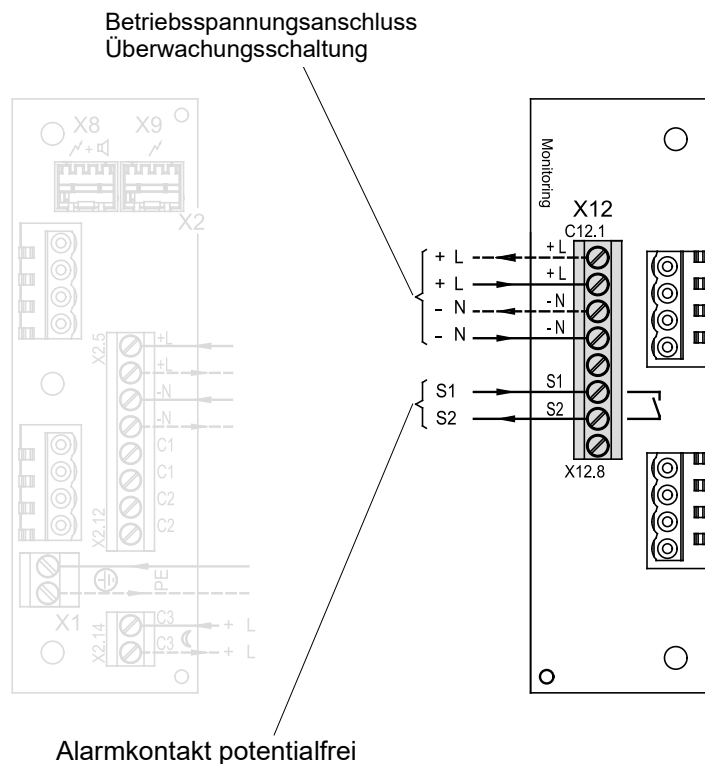 Betriebsspannungsanschluss
Überwachungsschaltung
X8 X9
+
X2
X2.5
+L
+L
-N
-N
C1
C1
C2
C2
X2.12
PE
X1
X2.14
C3 + L
C3 + L
Monitoring
X12
C12.1
+ L +L
+ L +L
- N -N
- N -N
S1 S1
S2 S2
X12.8
Alarmkontakt potentialfrei